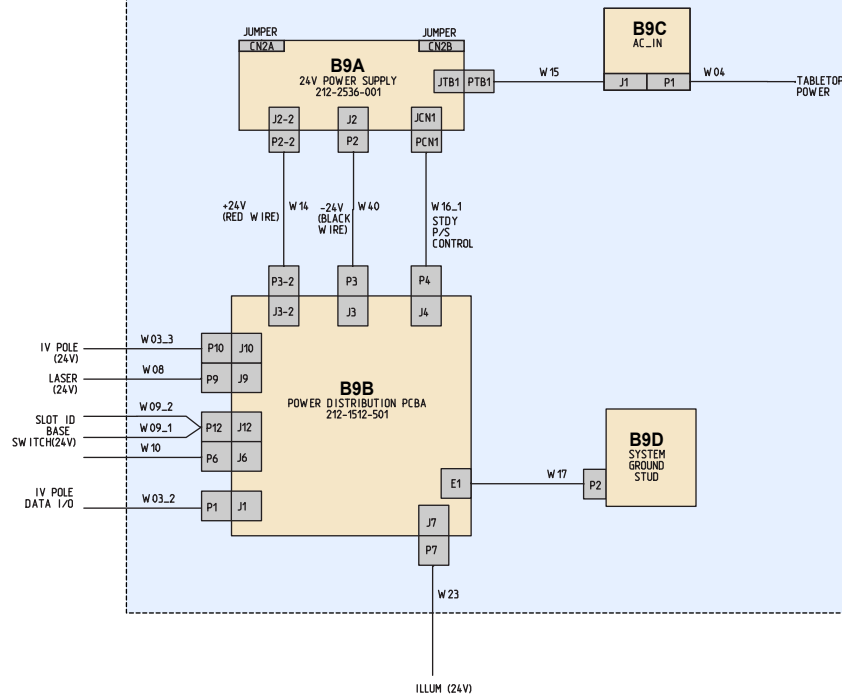 JUMPER
CN2A
JUMPER
CN2B
B9A
24V POWER SUPPLY
212-2536-001
JTB1
PTB1
W15
B9C
AC_IN
J1
P1
W04
TABLETOP
POWER
J2-2
P2-2
J2
P2
JCN1
PCN1
+24V
(RED WIRE)
W14
-24V
(BLACK
WIRE)
W40
W16_1
STDY
P/S
CONTROL
P3-2
J3-2
P3
J3
P4
J4
IV POLE
(24V)
W03_3
P10
J10
LASER
(24V)
W08
P9
J9
B9B
POWER DISTRIBUTION PCBA
212-1512-501
SLOT ID
BASE
SWITCH(24V)
W09_2
W09_1
P12
J12
W10
P6
J6
IV POLE
DATA I/O
W03_2
P1
J1
E1
W17
P2
B9D
SYSTEM
GROUND
STUD
J7
P7
W23
ILLUM (24V)